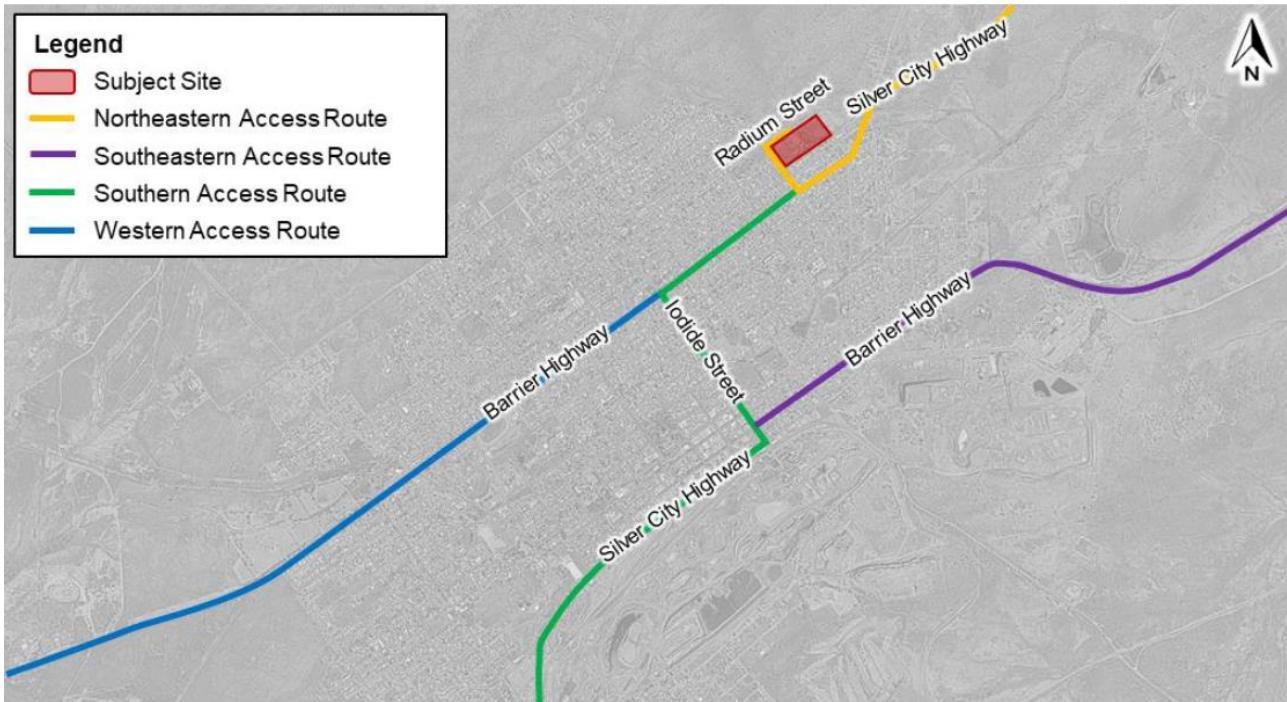 Legend
Subject Site
Northeastern Access Route
Southeastern Access Route
Southern Access Route
Western Access Route
Silver City Highway
N
Radium Street
Iodide Street
Barrier Highway
Barrier Highway
Silver City Highway